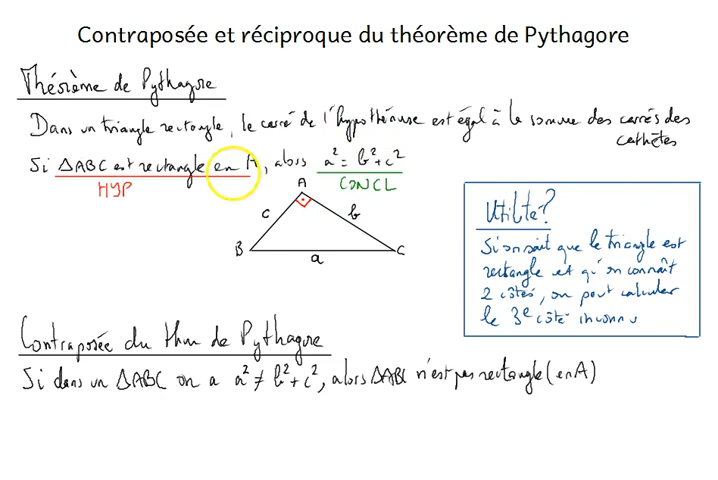 Contraposée et réciproque du théorème de Pythagore
Théorème de Pythagore
Dans un triangle rectangle, le carré de l'hypothénuse est égal à la somme des carrés des
cathètes
Si ΔABC est rectangle en A, alors a² = b² + c²
HYP
CONCL
A
c
b
B
a
C
Utilité?
Si on sait que le triangle est
rectangle et qu'on connaît
2 côtés, on peut calculer
le 3e côté inconnu
Contraposée du thm de Pythagore
Si dans un ΔABC on a a² ≠ b² + c², alors ΔABC n'est pas rectangle (en A)